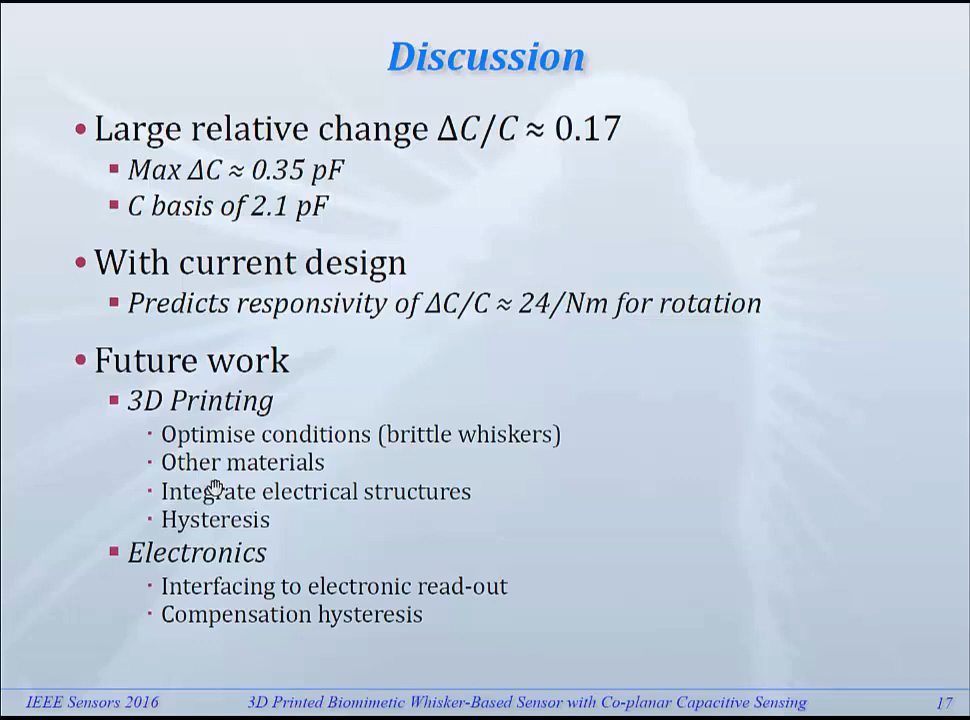 Discussion
• Large relative change ΔC/C ≈ 0.17
▪ Max ΔC ≈ 0.35 pF
▪ C basis of 2.1 pF
• With current design
▪ Predicts responsivity of ΔC/C ≈ 24/Nm for rotation
• Future work
▪ 3D Printing
· Optimise conditions (brittle whiskers)
· Other materials
· Integrate electrical structures
· Hysteresis
▪ Electronics
· Interfacing to electronic read-out
· Compensation hysteresis
IEEE Sensors 2016 3D Printed Biomimetic Whisker-Based Sensor with Co-planar Capacitive Sensing 17